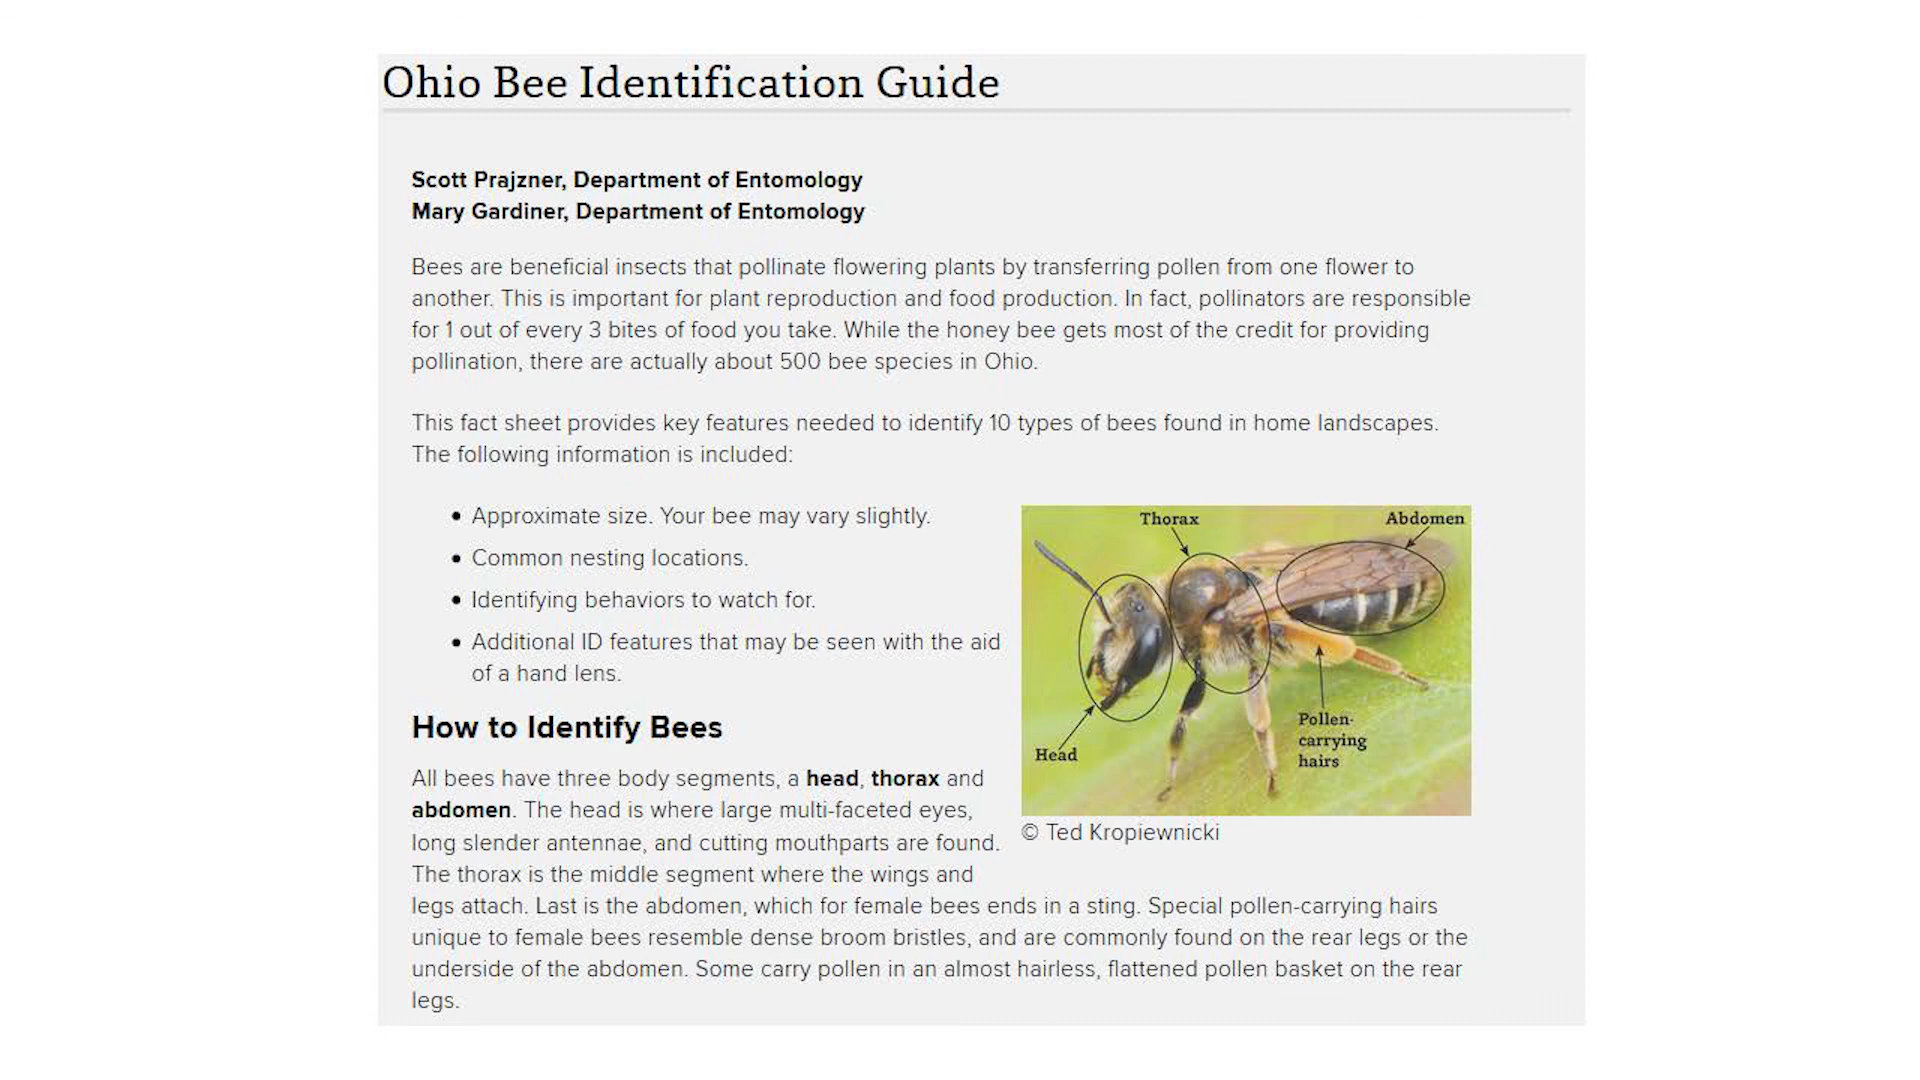 Ohio Bee Identification Guide
Scott Prajzner, Department of Entomology
Mary Gardiner, Department of Entomology
Bees are beneficial insects that pollinate flowering plants by transferring pollen from one flower to
another. This is important for plant reproduction and food production. In fact, pollinators are responsible
for 1 out of every 3 bites of food you take. While the honey bee gets most of the credit for providing
pollination, there are actually about 500 bee species in Ohio.
This fact sheet provides key features needed to identify 10 types of bees found in home landscapes.
The following information is included:
• Approximate size. Your bee may vary slightly.
• Common nesting locations.
• Identifying behaviors to watch for.
• Additional ID features that may be seen with the aid
of a hand lens.
Thorax
Abdomen
Head
Pollen-
carrying
hairs
© Ted Kropiewnicki
How to Identify Bees
All bees have three body segments, a head, thorax and
abdomen. The head is where large multi-faceted eyes,
long slender antennae, and cutting mouthparts are found.
The thorax is the middle segment where the wings and
legs attach. Last is the abdomen, which for female bees ends in a sting. Special pollen-carrying hairs
unique to female bees resemble dense broom bristles, and are commonly found on the rear legs or the
underside of the abdomen. Some carry pollen in an almost hairless, flattened pollen basket on the rear
legs.